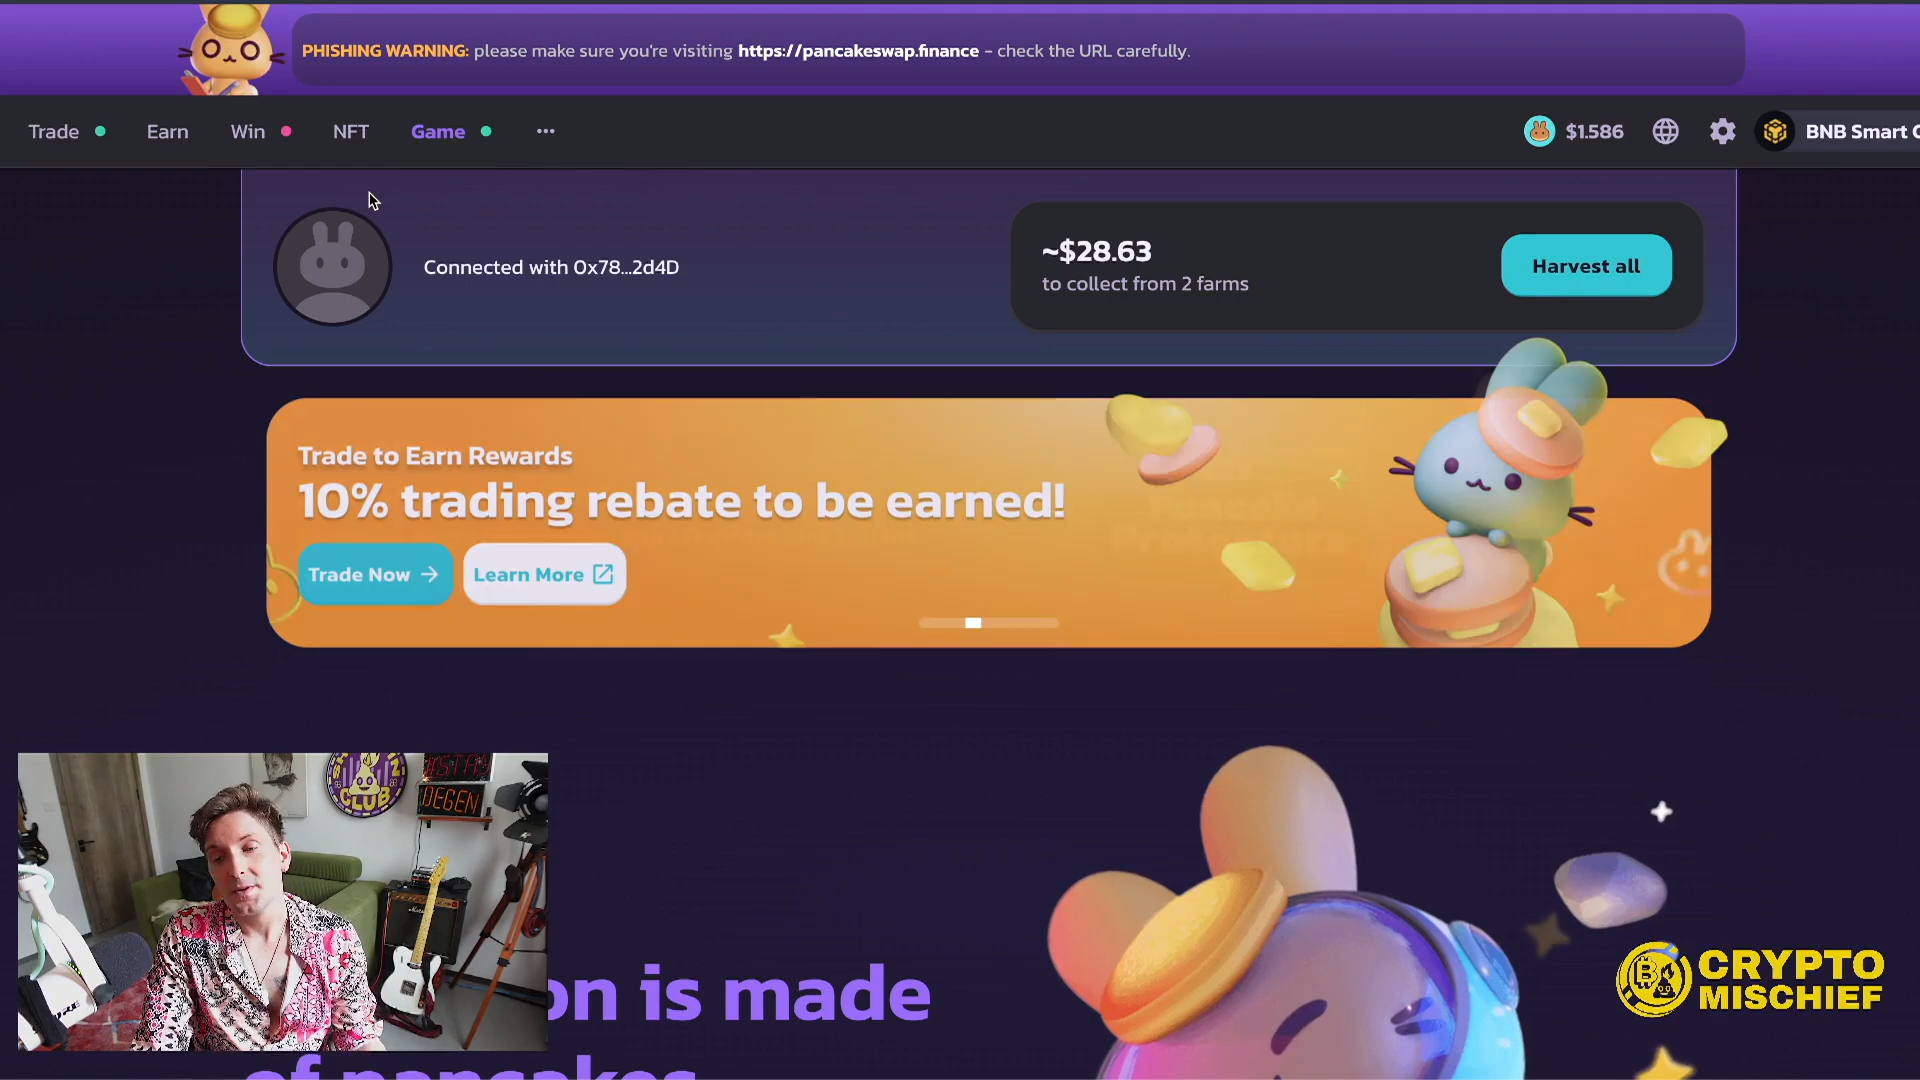 PHISHING WARNING: please make sure you're visiting https://pancakeswap.finance - check the URL carefully.
Trade Earn Win NFT Game ••• $1.586 BNB Smart
Connected with 0x78...2d4D
~$28.63
to collect from 2 farms
Harvest all
Trade to Earn Rewards
10% trading rebate to be earned!
Trade Now → Learn More
CLUB
DEGEN
on is made
of pancakes
CRYPTO
MISCHIEF